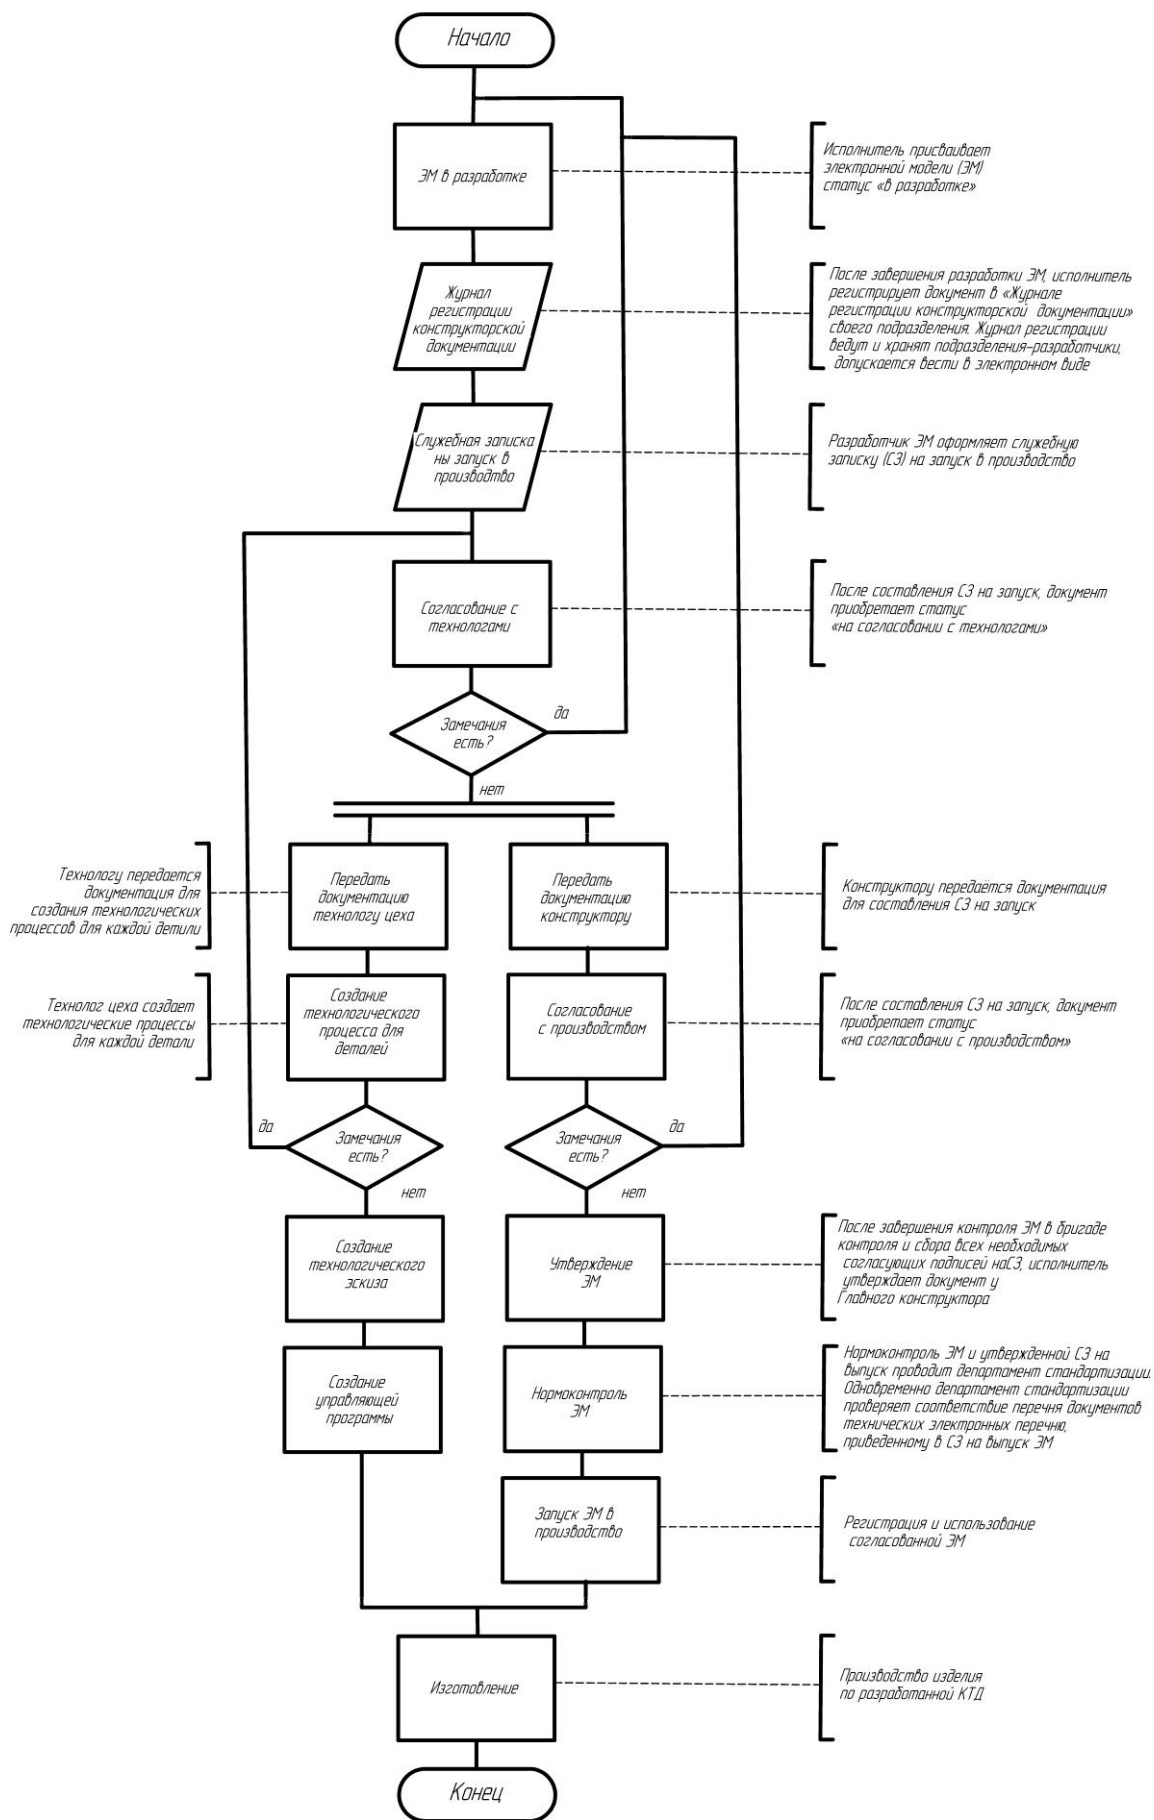 Начало
ЭМ в разработке
Исполнитель присваивает
электронной модели (ЭМ)
статус «в разработке»
Журнал
регистрации
конструкторской
документации
После завершения разработки ЭМ, исполнитель
регистрирует документ в «Журнале
регистрации конструкторской документации»
своего подразделения. Журнал регистрации
ведут и хранят подразделения-разработчики,
допускается вести в электронном виде
Служебная записка
ны запуск в
производтво
Разработчик ЭМ оформляет служебную
записку (СЗ) на запуск в производство
Согласование с
технологами
После составления СЗ на запуск, документ
приобретает статус
«на согласовании с технологами»
Замечания
есть?
да
нет
Технологу передается
документация для
создания технологических
процессов для каждой детили
Передать
документацию
технологу цеха
Передать
документацию
конструктору
Конструктору передаётся документация
для составления СЗ на запуск
Технолог цеха создает
технологические процессы
для каждой детали
Создание
технологического
процесса для
деталей
Согласование
с производством
После составления СЗ на запуск, документ
приобретает статус
«на согласовании с производством»
да
Замечания
есть?
нет
Замечания
есть?
да
нет
Создание
технологического
эскиза
Утверждение
ЭМ
После завершения контроля ЭМ в бригаде
контроля и сбора всех необходимых
согласующих подписей наСЗ, исполнитель
утверждает документ у
Главного конструктора
Создание
управляющей
программы
Нормоконтроль
ЭМ
Нормоконтроль ЭМ и утвержденной СЗ на
выпуск проводит департамент стандартизации.
Одновременно департамент стандартизации
проверяет соответствие перечня документов
технических электронных перечню,
приведенному в СЗ на выпуск ЭМ
Запуск ЭМ в
производство
Регистрация и использование
согласованной ЭМ
Изготовление
Производство изделия
по разработанной КТД
Конец